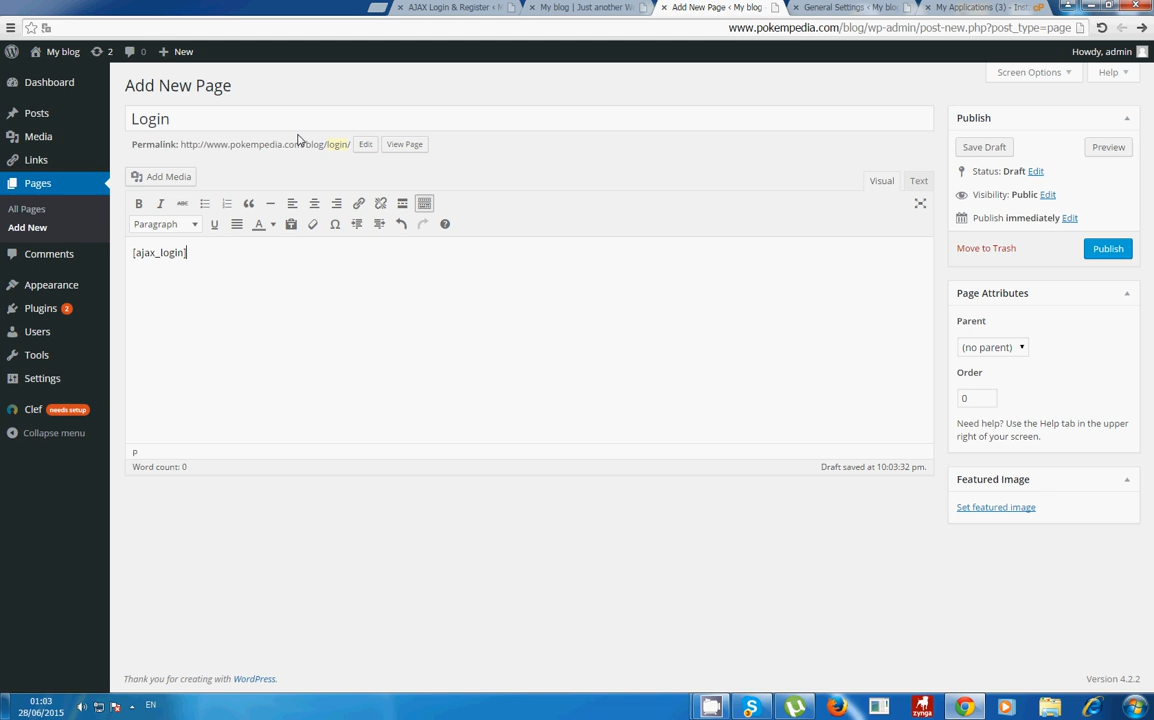 AJAX Login & Register ‹ M
My blog | Just another W
Add New Page ‹ My blog
General Settings ‹ My blo
My Applications (3) - Inst
www.pokempedia.com/blog/wp-admin/post-new.php?post_type=page
My blog
2
0
New
Howdy, admin
Screen Options
Help
Dashboard
Posts
Media
Links
Pages
All Pages
Add New
Comments
Appearance
Plugins 2
Users
Tools
Settings
Clef needs setup
Collapse menu
Add New Page
Login
Permalink: http://www.pokempedia.com/blog/login/ Edit View Page
Add Media
Visual Text
B I ABC
Paragraph U A Ω
[ajax_login]
p
Word count: 0
Draft saved at 10:03:32 pm.
Publish
Save Draft Preview
Status: Draft Edit
Visibility: Public Edit
Publish immediately Edit
Move to Trash Publish
Page Attributes
Parent
(no parent)
Order
0
Need help? Use the Help tab in the upper
right of your screen.
Featured Image
Set featured image
Thank you for creating with WordPress.
Version 4.2.2
01:03
28/06/2015
EN
zynga